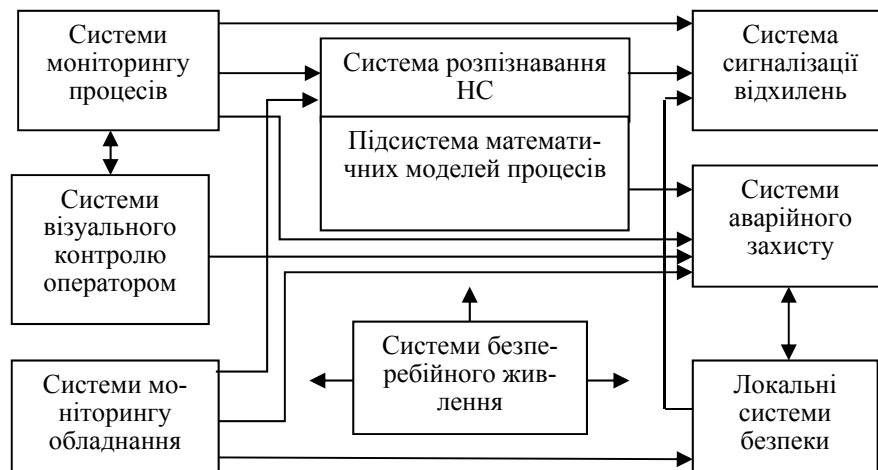 Системи
моніторингу
процесів
Система розпізнавання
НС
Система
сигналізації
відхилень
Підсистема математи-
чних моделей процесів
Системи
візуального
контролю
оператором
Системи
аварійного
захисту
Системи мо-
ніторингу
обладнання
Системи безпе-
ребійного жив-
лення
Локальні
системи
безпеки